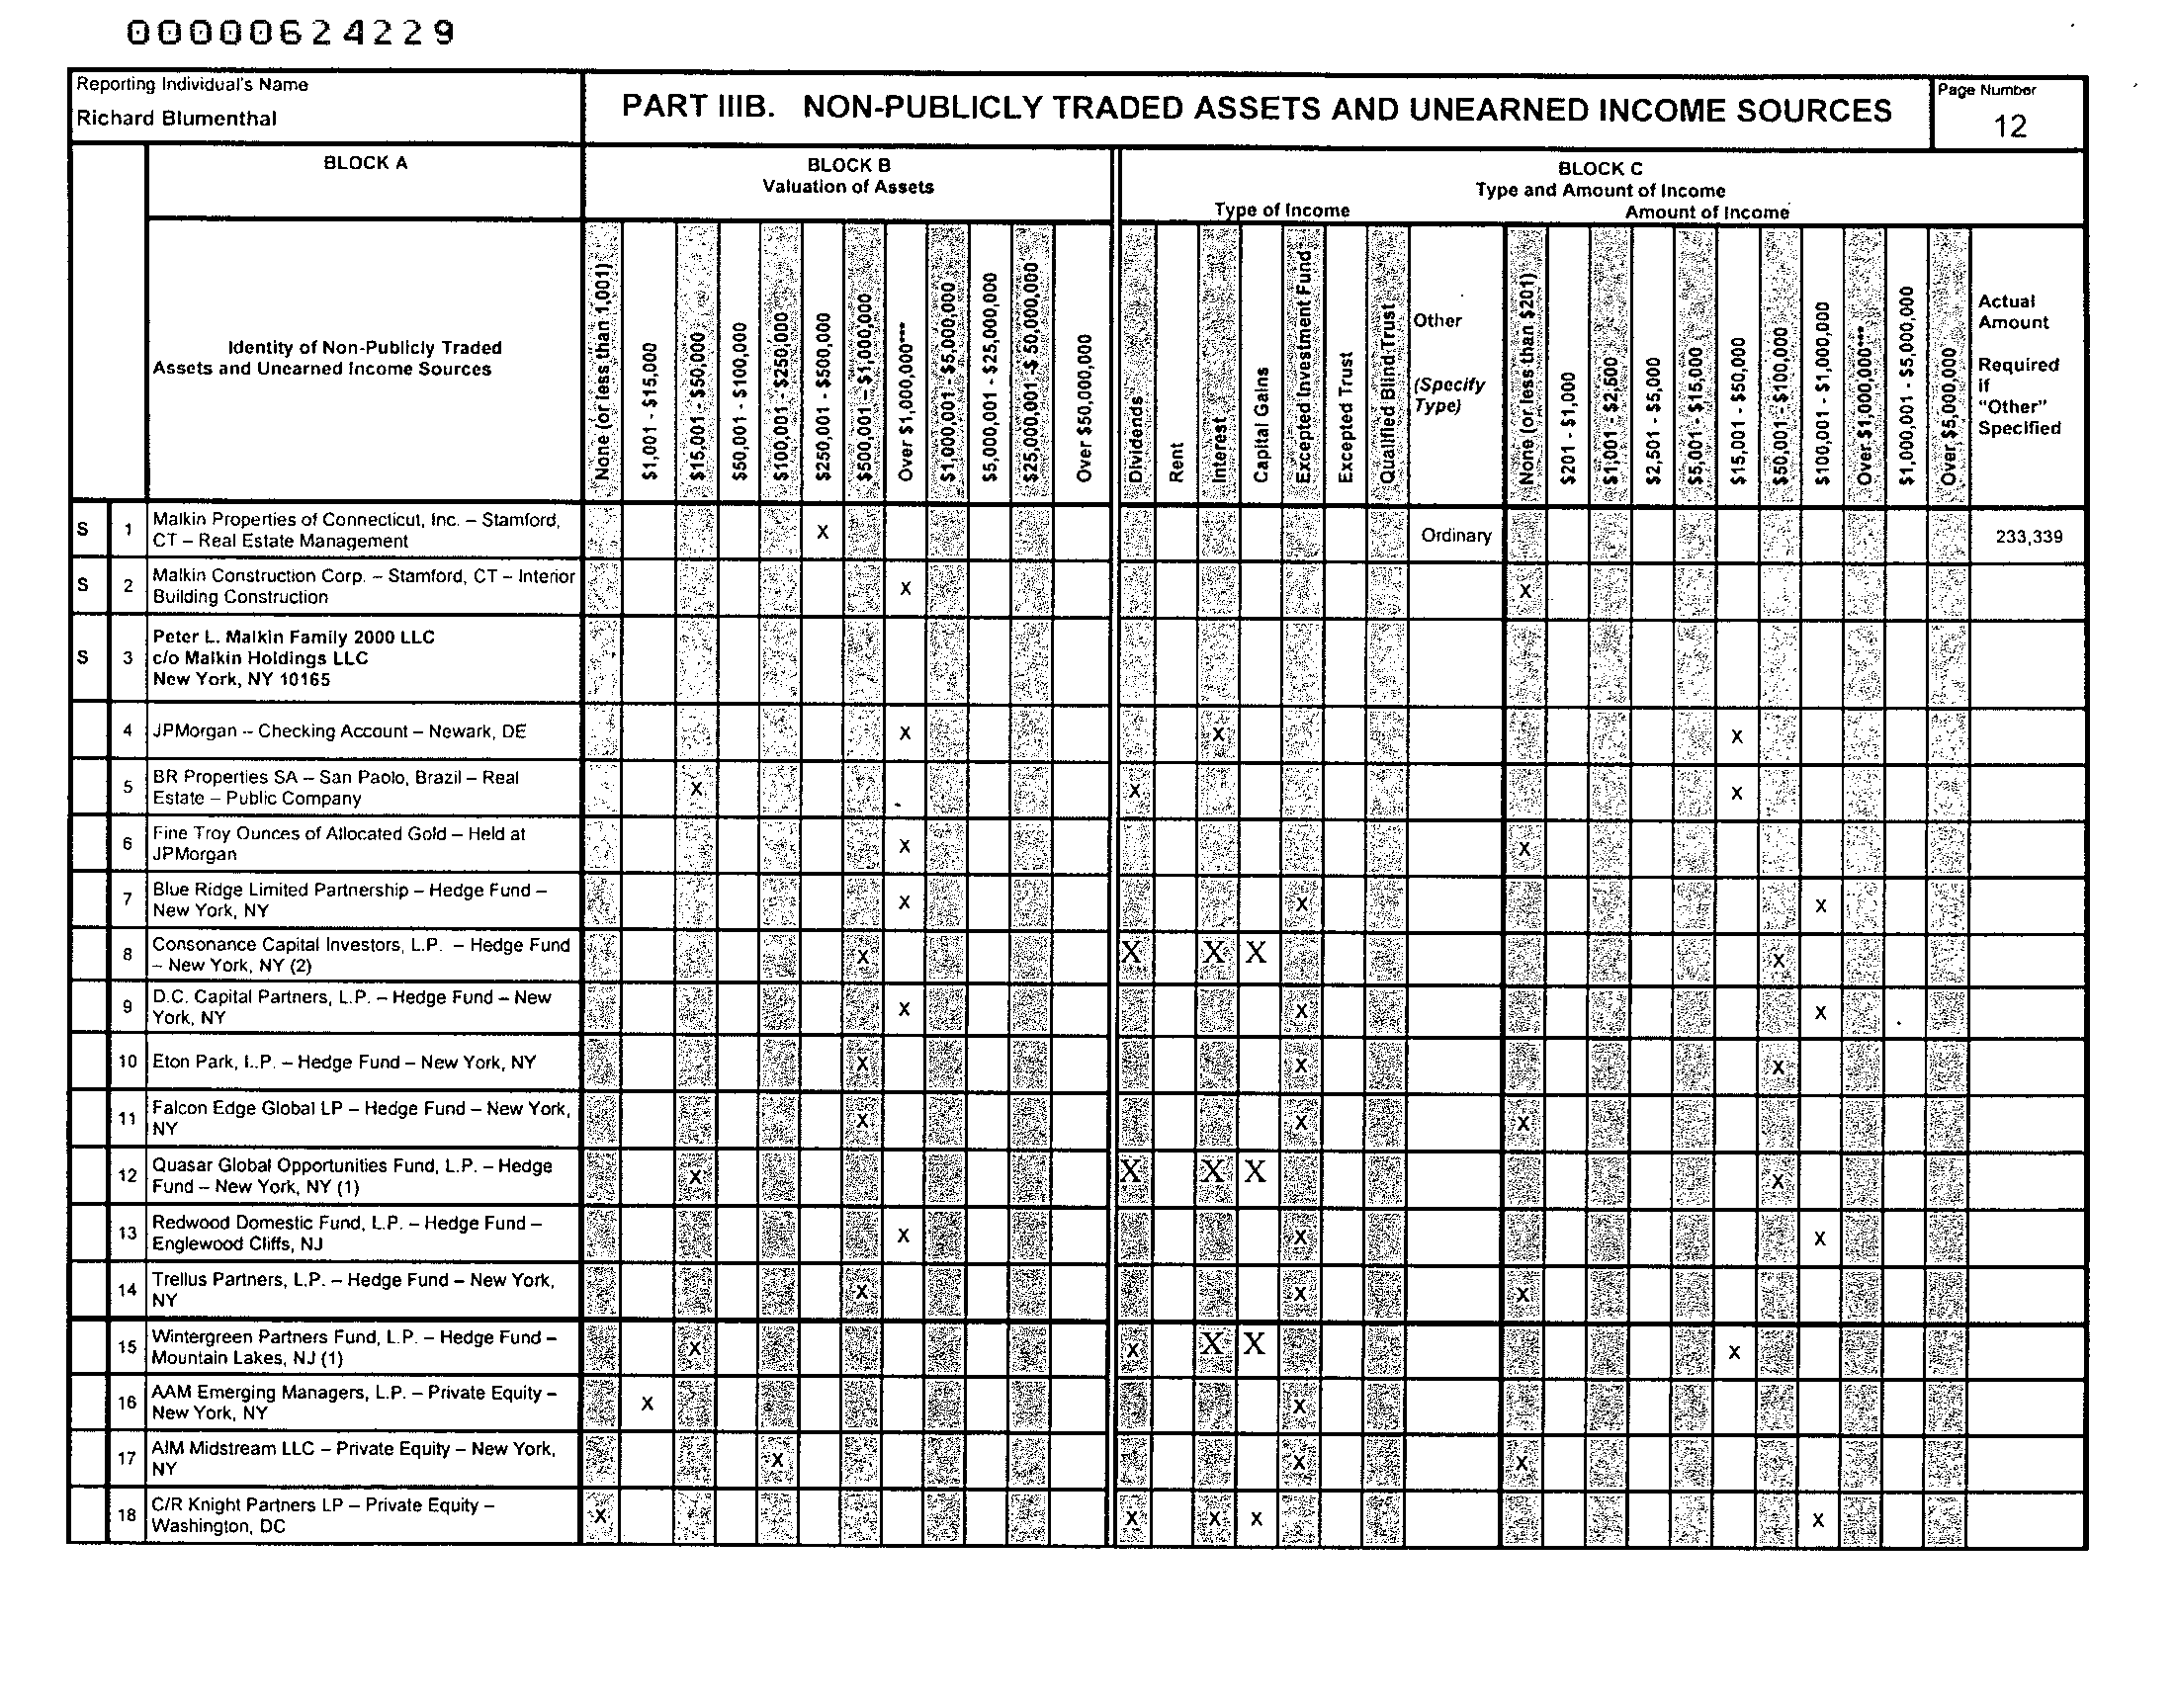 00000624229
Reporting Individual's Name
Richard Blumenthal
PART IIIB. NON-PUBLICLY TRADED ASSETS AND UNEARNED INCOME SOURCES
Page Number
12
BLOCK A
BLOCK B
Valuation of Assets
BLOCK C
Type and Amount of Income
Type of Income
Amount of Income
Identity of Non-Publicly Traded
Assets and Unearned Income Sources
None (or less than 1,001)
$1,001 - $15,000
$15,001 - $50,000
$50,001 - $100,000
$100,001 - $250,000
$250,001 - $500,000
$500,001 - $1,000,000
Over $1,000,000***
$1,000,001 - $5,000,000
$5,000,001 - $25,000,000
$25,000,001 - $ 50,000,000
Over $50,000,000
Dividends
Rent
Interest
Capital Gains
Excepted Investment Fund
Excepted Trust
Qualified Blind Trust
Other
(Specify
Type)
None (or less than $201)
$201 - $1,000
$1,001 - $2,500
$2,501 - $5,000
$5,001 - $15,000
$15,001 - $50,000
$50,001 - $100,000
$100,001 - $1,000,000
Over $1,000,000***
$1,000,001 - $5,000,000
Over $5,000,000
Actual
Amount
Required
if
"Other"
Specified
S 1 Malkin Properties of Connecticut, Inc. – Stamford,
CT – Real Estate Management X Ordinary 233,339
S 2 Malkin Construction Corp. – Stamford, CT – Interior
Building Construction X X
S 3 Peter L. Malkin Family 2000 LLC
c/o Malkin Holdings LLC
New York, NY 10165
4 JPMorgan -- Checking Account – Newark, DE X X X
5 BR Properties SA – San Paolo, Brazil – Real
Estate – Public Company X X X
6 Fine Troy Ounces of Allocated Gold – Held at
JPMorgan X X
7 Blue Ridge Limited Partnership – Hedge Fund –
New York, NY X X X
8 Consonance Capital Investors, L.P. – Hedge Fund
– New York, NY (2) X X X X X
9 D.C. Capital Partners, L.P. – Hedge Fund – New
York, NY X X X
10 Eton Park, L.P. – Hedge Fund – New York, NY X X X
11 Falcon Edge Global LP – Hedge Fund – New York,
NY X X X
12 Quasar Global Opportunities Fund, L.P. – Hedge
Fund – New York, NY (1) X X X X X
13 Redwood Domestic Fund, L.P. – Hedge Fund –
Englewood Cliffs, NJ X X X
14 Trellus Partners, L.P. – Hedge Fund – New York,
NY X X X
15 Wintergreen Partners Fund, L.P. – Hedge Fund –
Mountain Lakes, NJ (1) X X X X X
16 AAM Emerging Managers, L.P. – Private Equity –
New York, NY X X
17 AIM Midstream LLC – Private Equity – New York,
NY X X X
18 C/R Knight Partners LP – Private Equity –
Washington, DC X X X X X